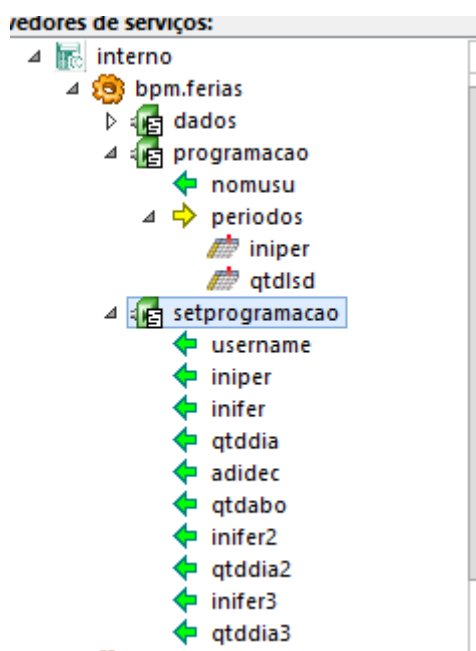 vedores de serviços:
interno
bpm.ferias
dados
programacao
nomusu
periodos
iniper
qtdlsd
setprogramacao
username
iniper
inifer
qtddia
adidec
qtdabo
inifer2
qtddia2
inifer3
qtddia3